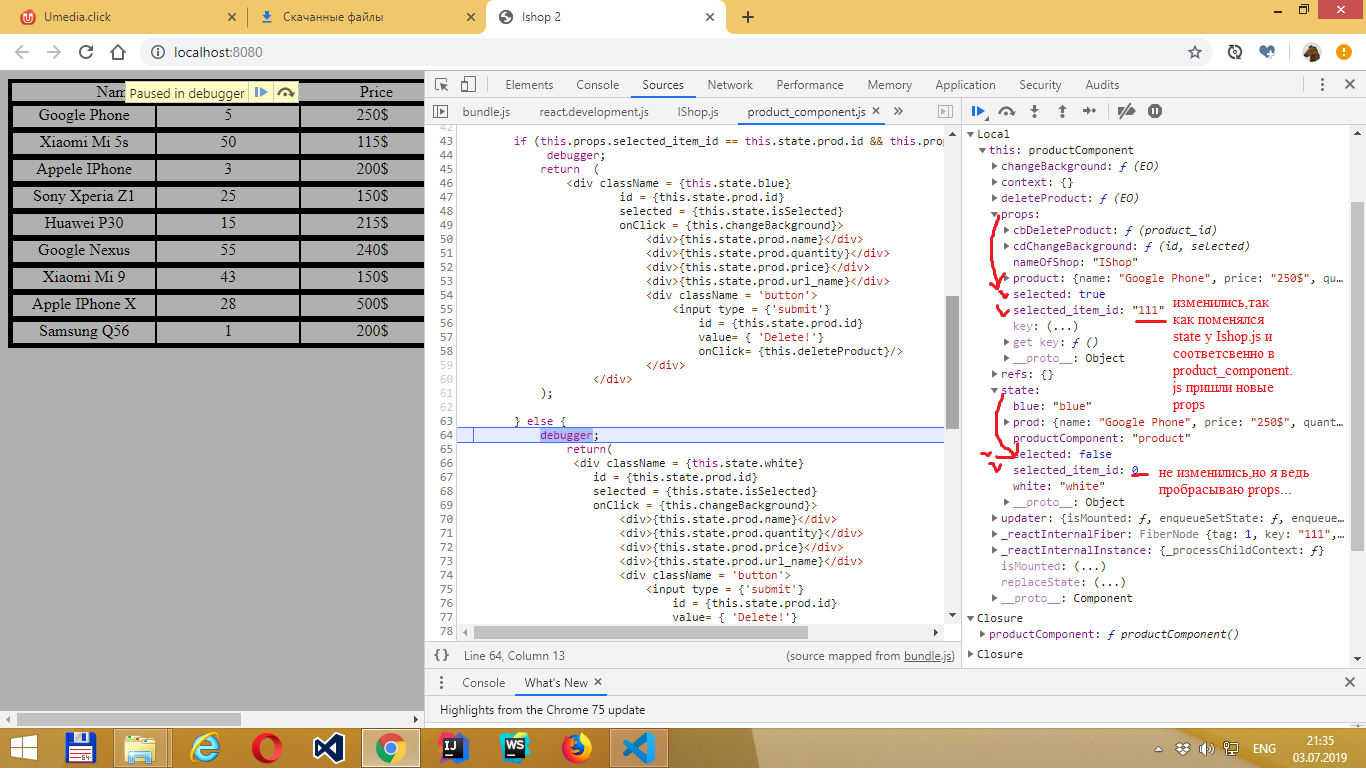 Umedia.click
Скачанные файлы
Ishop 2
localhost:8080
Nam
Paused in debugger
Price
Google Phone 5 250$
Xiaomi Mi 5s 50 115$
Appele IPhone 3 200$
Sony Xperia Z1 25 150$
Huawei P30 15 215$
Google Nexus 55 240$
Xiaomi Mi 9 43 150$
Apple IPhone X 28 500$
Samsung Q56 1 200$
Elements Console Sources Network Performance Memory Application Security Audits
bundle.js react.development.js IShop.js product_component.js
42
43 if (this.props.selected_item_id == this.state.prod.id && this.pro
44 debugger;
45 return (
46 <div className = {this.state.blue}
47 id = {this.state.prod.id}
48 selected = {this.state.isSelected}
49 onClick = {this.changeBackground}>
50 <div>{this.state.prod.name}</div>
51 <div>{this.state.prod.quantity}</div>
52 <div>{this.state.prod.price}</div>
53 <div>{this.state.prod.url_name}</div>
54 <div className = 'button'>
55 <input type = {'submit'}
56 id = {this.state.prod.id}
57 value= { 'Delete!'}
58 onClick= {this.deleteProduct}/>
59 </div>
60 </div>
61 );
62
63 } else {
64 debugger;
65 return(
66 <div className = {this.state.white}
67 id = {this.state.prod.id}
68 selected = {this.state.isSelected}
69 onClick = {this.changeBackground}>
70 <div>{this.state.prod.name}</div>
71 <div>{this.state.prod.quantity}</div>
72 <div>{this.state.prod.price}</div>
73 <div>{this.state.prod.url_name}</div>
74 <div className = 'button'>
75 <input type = {'submit'}
76 id = {this.state.prod.id}
77 value= { 'Delete!'}
78
{} Line 64, Column 13 (source mapped from bundle.js)
Local
this: productComponent
changeBackground: ƒ (EO)
context: {}
deleteProduct: ƒ (EO)
props:
cbDeleteProduct: ƒ (product_id)
cdChangeBackground: ƒ (id, selected)
nameOfShop: "IShop"
product: {name: "Google Phone", price: "250$", qu…
selected: true
selected_item_id: "111"
key: (...)
get key: ƒ ()
__proto__: Object
изменились,так
как поменялся
state у Ishop.js и
соответсвенно в
product_component.
js пришли новые
props
refs: {}
state:
blue: "blue"
prod: {name: "Google Phone", price: "250$", quant…
productComponent: "product"
selected: false
selected_item_id: 0
white: "white"
__proto__: Object
не изменились,но я ведь
пробрасываю props...
updater: {isMounted: ƒ, enqueueSetState: ƒ, enqueue…
_reactInternalFiber: FiberNode {tag: 1, key: "111",…
_reactInternalInstance: {_processChildContext: ƒ}
isMounted: (...)
replaceState: (...)
__proto__: Component
Closure
productComponent: ƒ productComponent()
Closure
Console What's New
Highlights from the Chrome 75 update
64
IJ
WS
ENG
21:35
03.07.2019